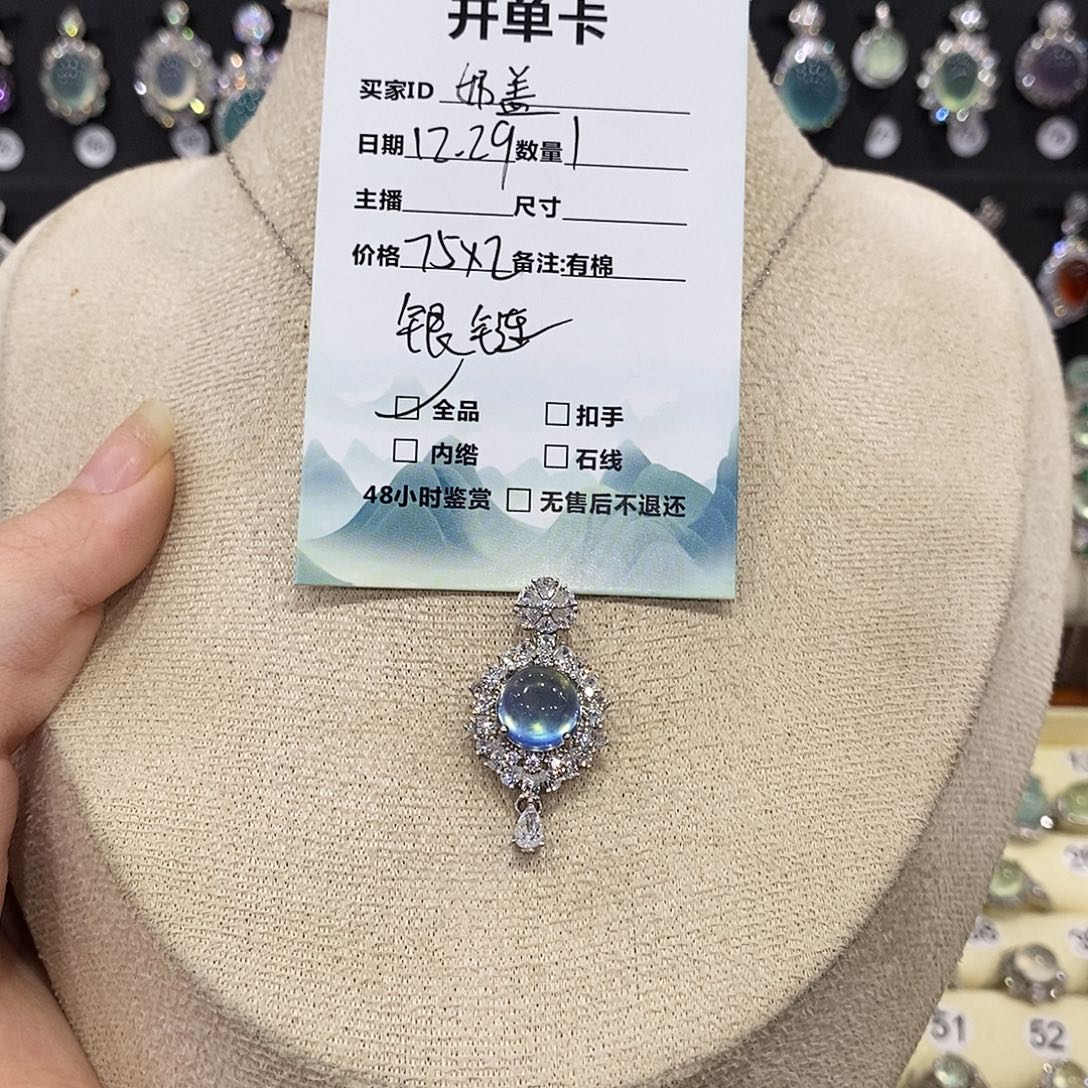 开单卡
买家ID 奶盖
日期 12.29 数量 1
主播 尺寸
价格 75X2 备注:有棉
银链
全品 扣手
内绺 石线
48小时鉴赏 无售后不退还
51 52